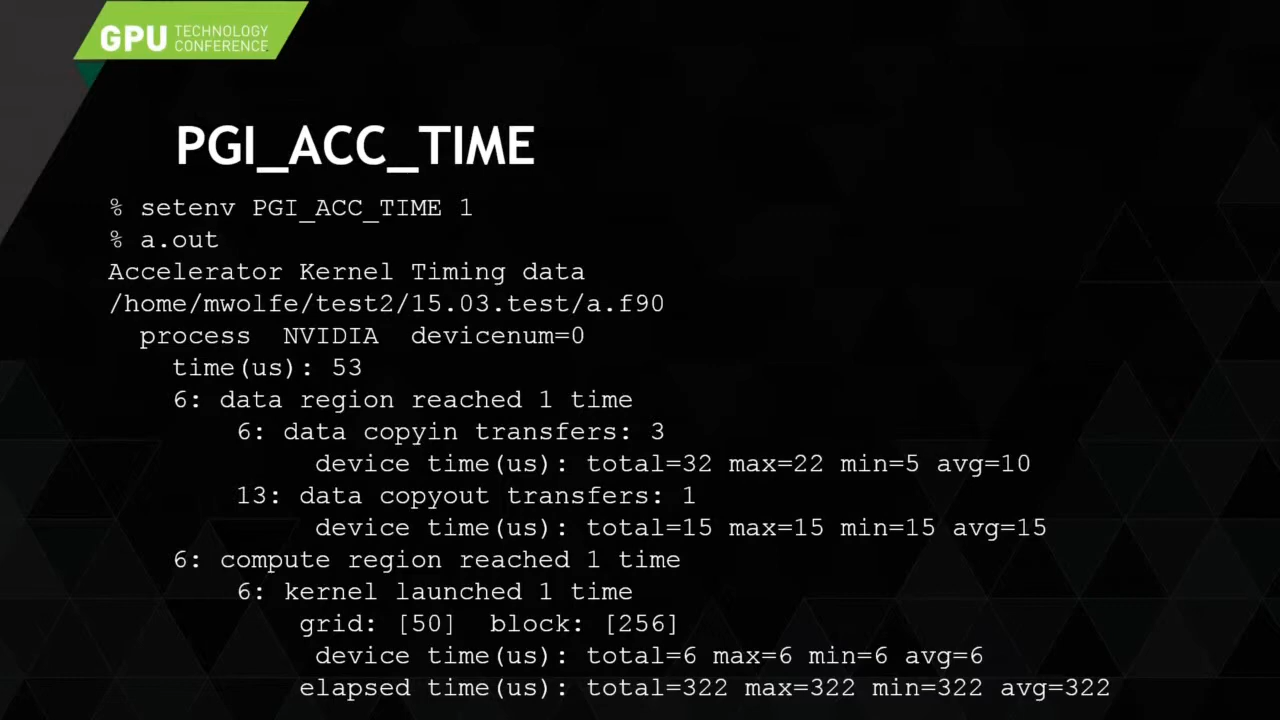 GPU TECHNOLOGY
CONFERENCE
PGI_ACC_TIME
% setenv PGI_ACC_TIME 1
% a.out
Accelerator Kernel Timing data
/home/mwolfe/test2/15.03.test/a.f90
process NVIDIA devicenum=0
time(us): 53
6: data region reached 1 time
6: data copyin transfers: 3
device time(us): total=32 max=22 min=5 avg=10
13: data copyout transfers: 1
device time(us): total=15 max=15 min=15 avg=15
6: compute region reached 1 time
6: kernel launched 1 time
grid: [50] block: [256]
device time(us): total=6 max=6 min=6 avg=6
elapsed time(us): total=322 max=322 min=322 avg=322